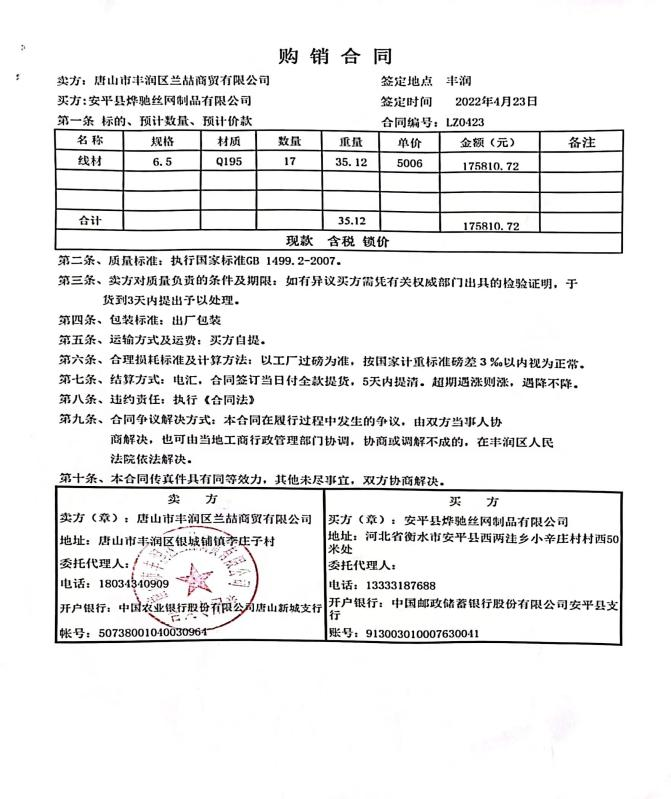 购销合同
卖方：唐山市丰润区兰喆商贸有限公司 签定地点 丰润
买方:安平县烨驰丝网制品有限公司 签定时间 2022年4月23日
第一条 标的、预计数量、预计价款 合同编号：LZ0423
名称 规格 材质 数量 重量 单价 金额（元） 备注
线材 6.5 Q195 17 35.12 5006 175810.72
合计 35.12 175810.72
现款 含税 锁价
第二条、质量标准：执行国家标准GB 1499.2-2007。
第三条、卖方对质量负责的条件及期限：如有异议买方需凭有关权威部门出具的检验证明，于
货到3天内提出予以处理。
第四条、包装标准：出厂包装
第五条、运输方式及运费：买方自提。
第六条、合理损耗标准及计算方法：以工厂过磅为准，按国家计重标准磅差3‰以内视为正常。
第七条、结算方式：电汇，合同签订当日付全款提货，5天内提清。超期遇涨则涨，遇降不降。
第八条、违约责任：执行《合同法》
第九条、合同争议解决方式：本合同在履行过程中发生的争议，由双方当事人协
商解决，也可由当地工商行政管理部门协调，协商或调解不成的，在丰润区人民
法院依法解决。
第十条、本合同传真件具有同等效力，其他未尽事宜，双方协商解决。
卖 方
卖方（章）：唐山市丰润区兰喆商贸有限公司
地址：唐山市丰润区银城铺镇李庄子村
委托代理人：
电话：18034340909
开户银行：中国农业银行股份有限公司唐山新城支行
帐号：50738001040030964
买 方
买方（章）：安平县烨驰丝网制品有限公司
地址：河北省衡水市安平县西两洼乡小辛庄村村西50
米处
委托代理人：
电话：13333187688
开户银行：中国邮政储蓄银行股份有限公司安平县支
行
账号：913003010007630041